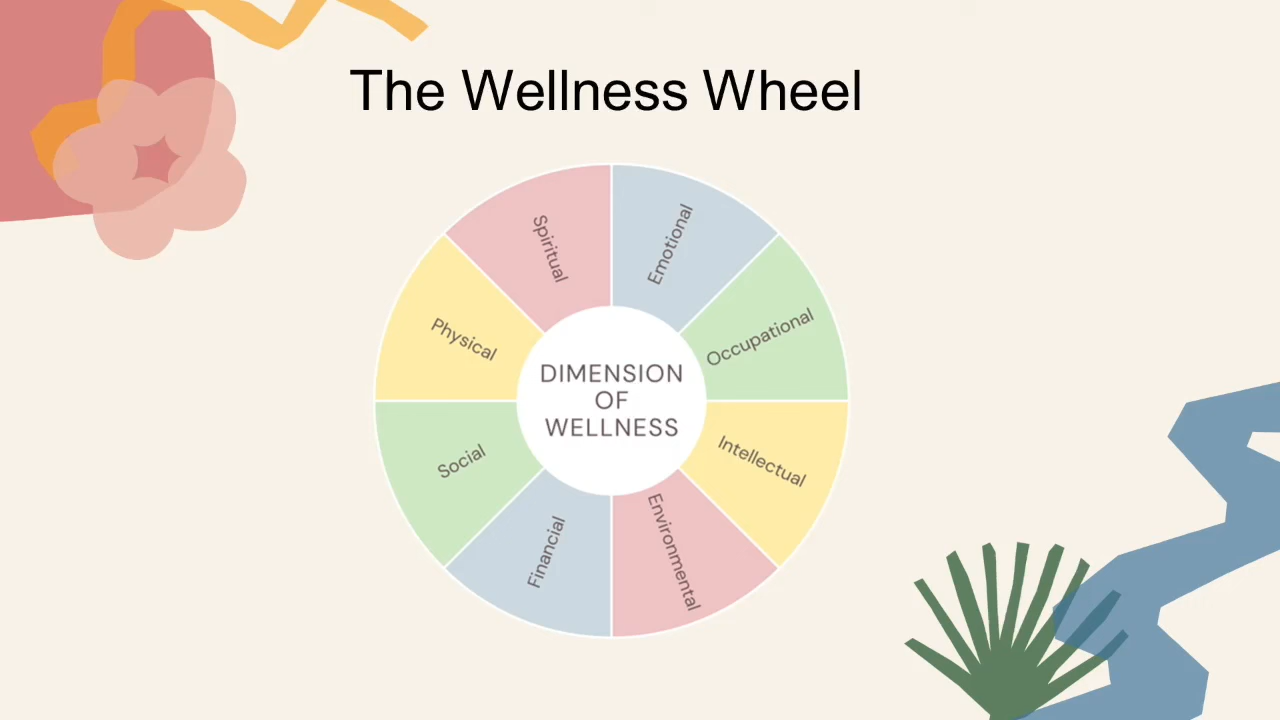 The Wellness Wheel
Spiritual
Emotional
Physical
Occupational
DIMENSION
OF
WELLNESS
Social
Intellectual
Financial
Environmental